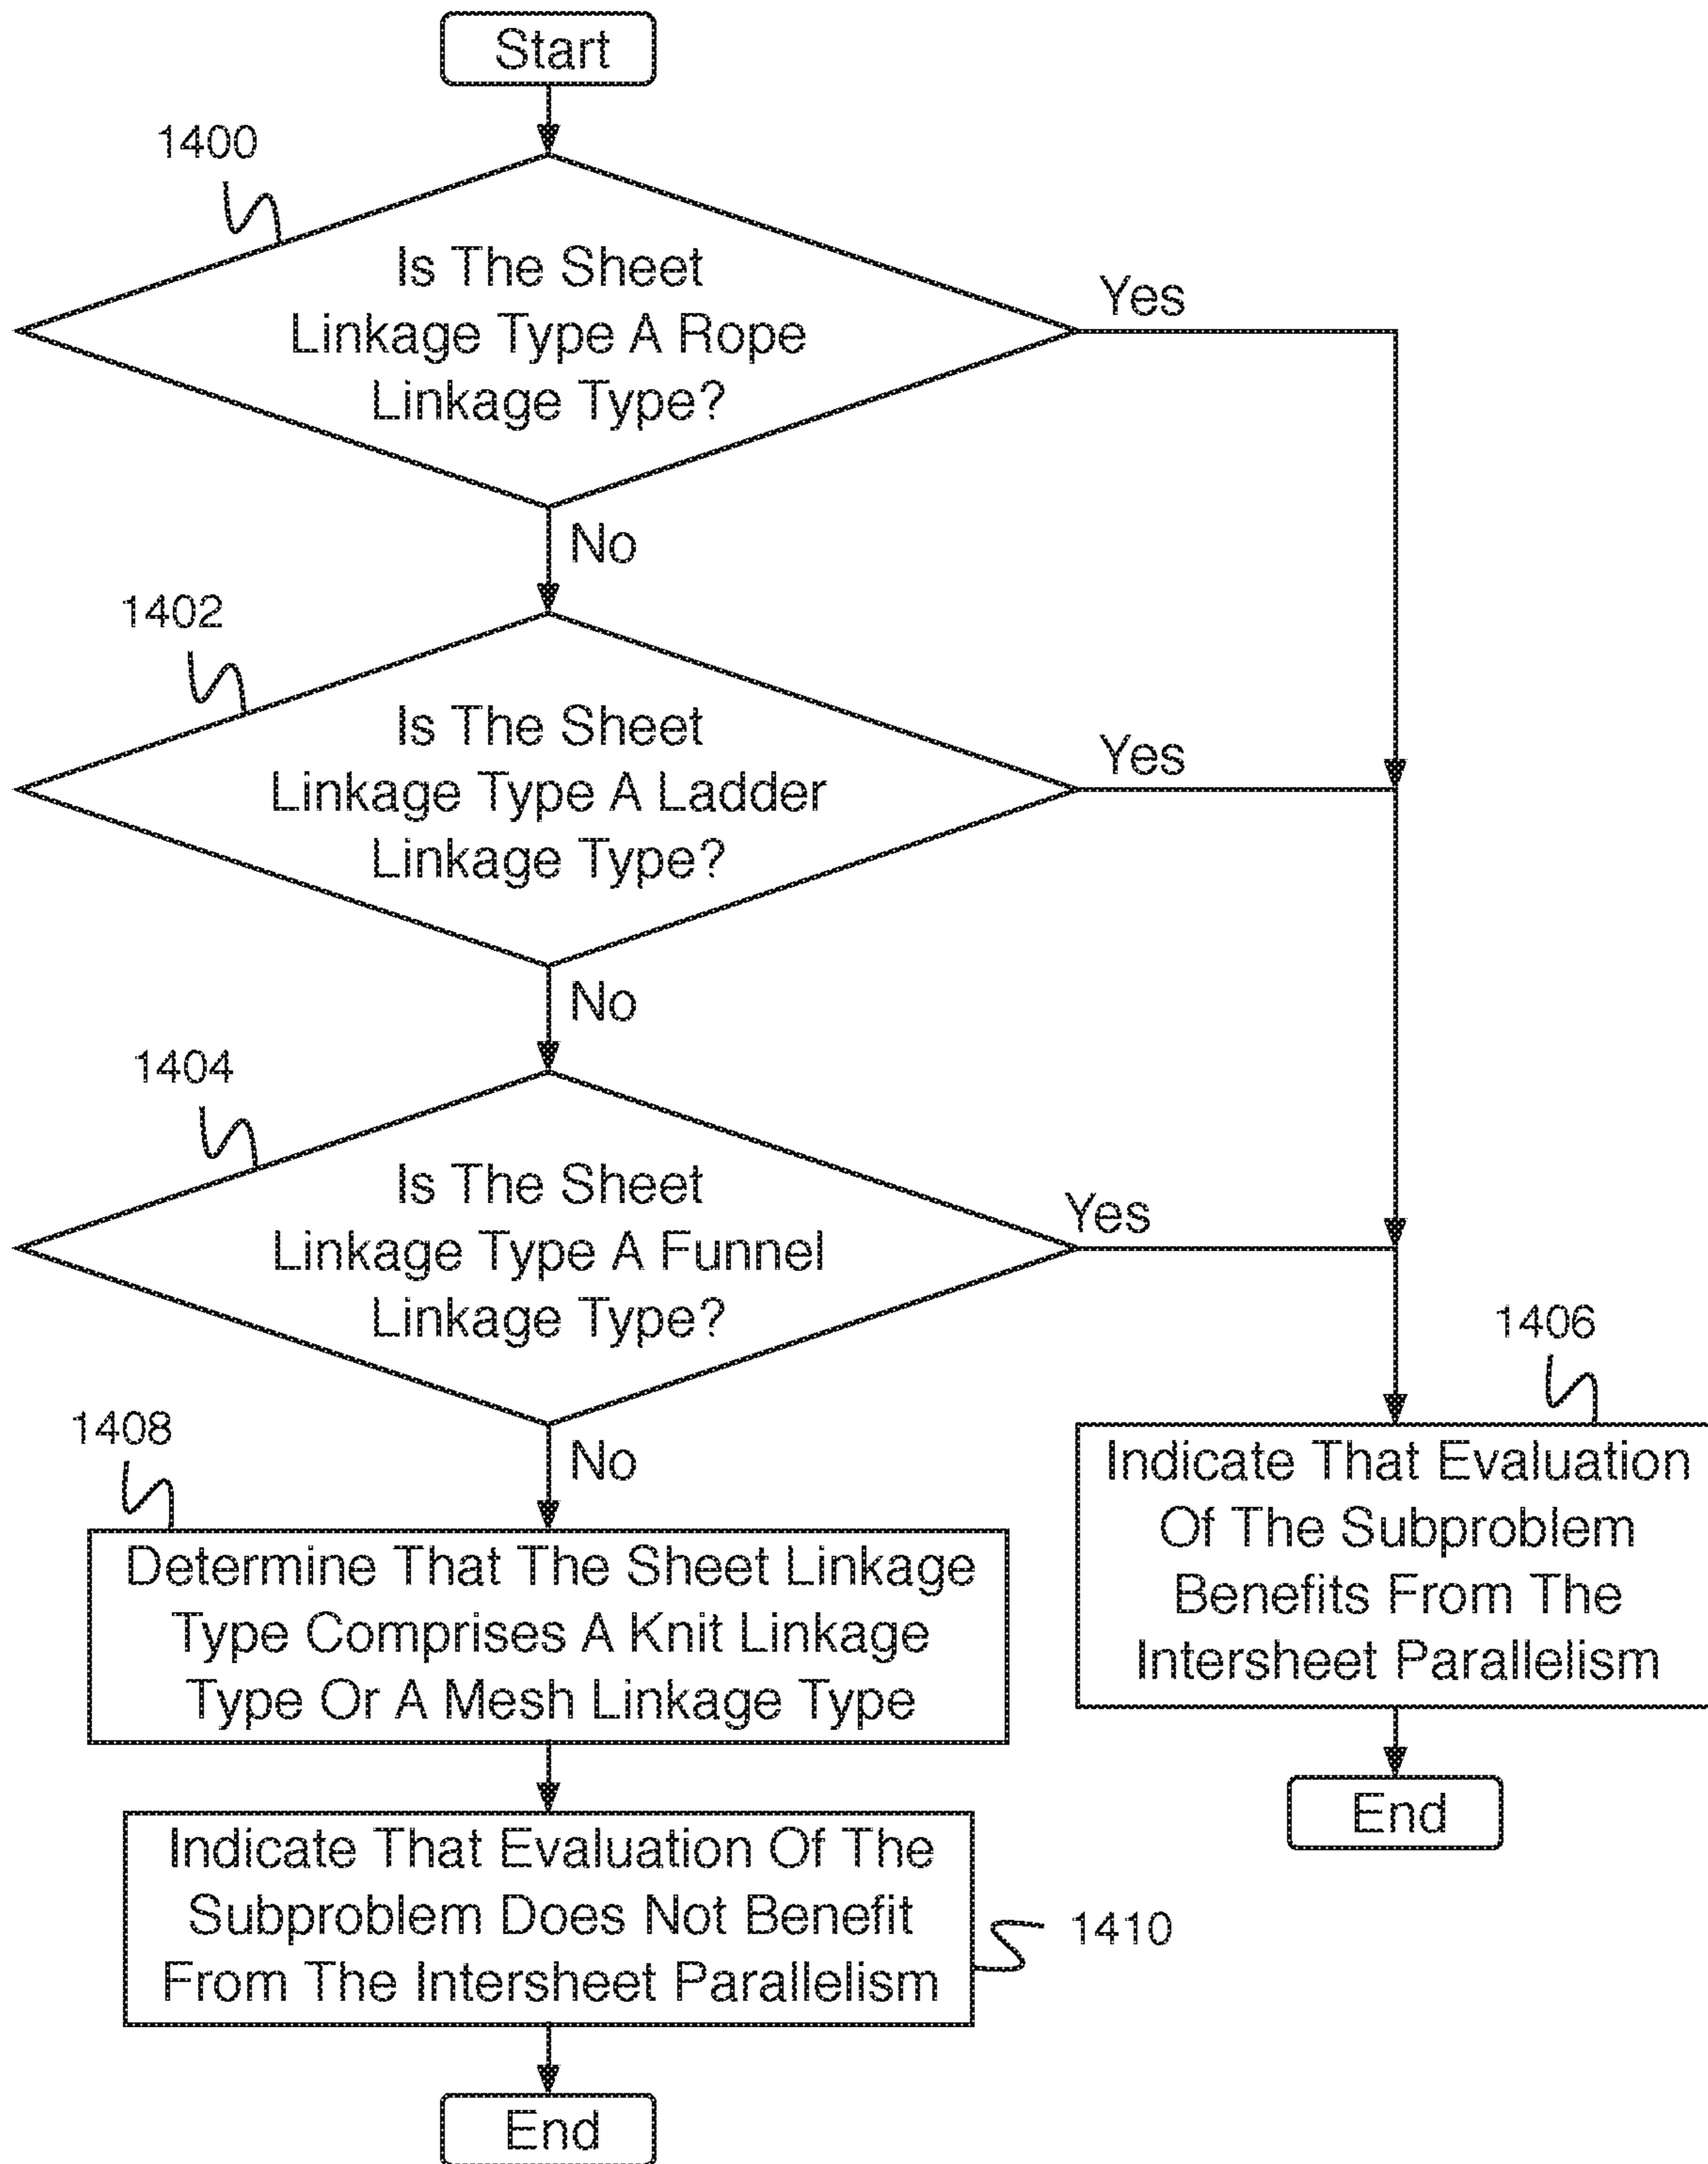 Start
1400
Is The Sheet
Linkage Type A Rope
Linkage Type?
Yes
No
1402
Is The Sheet
Linkage Type A Ladder
Linkage Type?
Yes
No
1404
Is The Sheet
Linkage Type A Funnel
Linkage Type?
Yes
No
1406
Indicate That Evaluation
Of The Subproblem
Benefits From The
Intersheet Parallelism
End
1408
Determine That The Sheet Linkage
Type Comprises A Knit Linkage
Type Or A Mesh Linkage Type
Indicate That Evaluation Of The
Subproblem Does Not Benefit
From The Intersheet Parallelism
1410
End